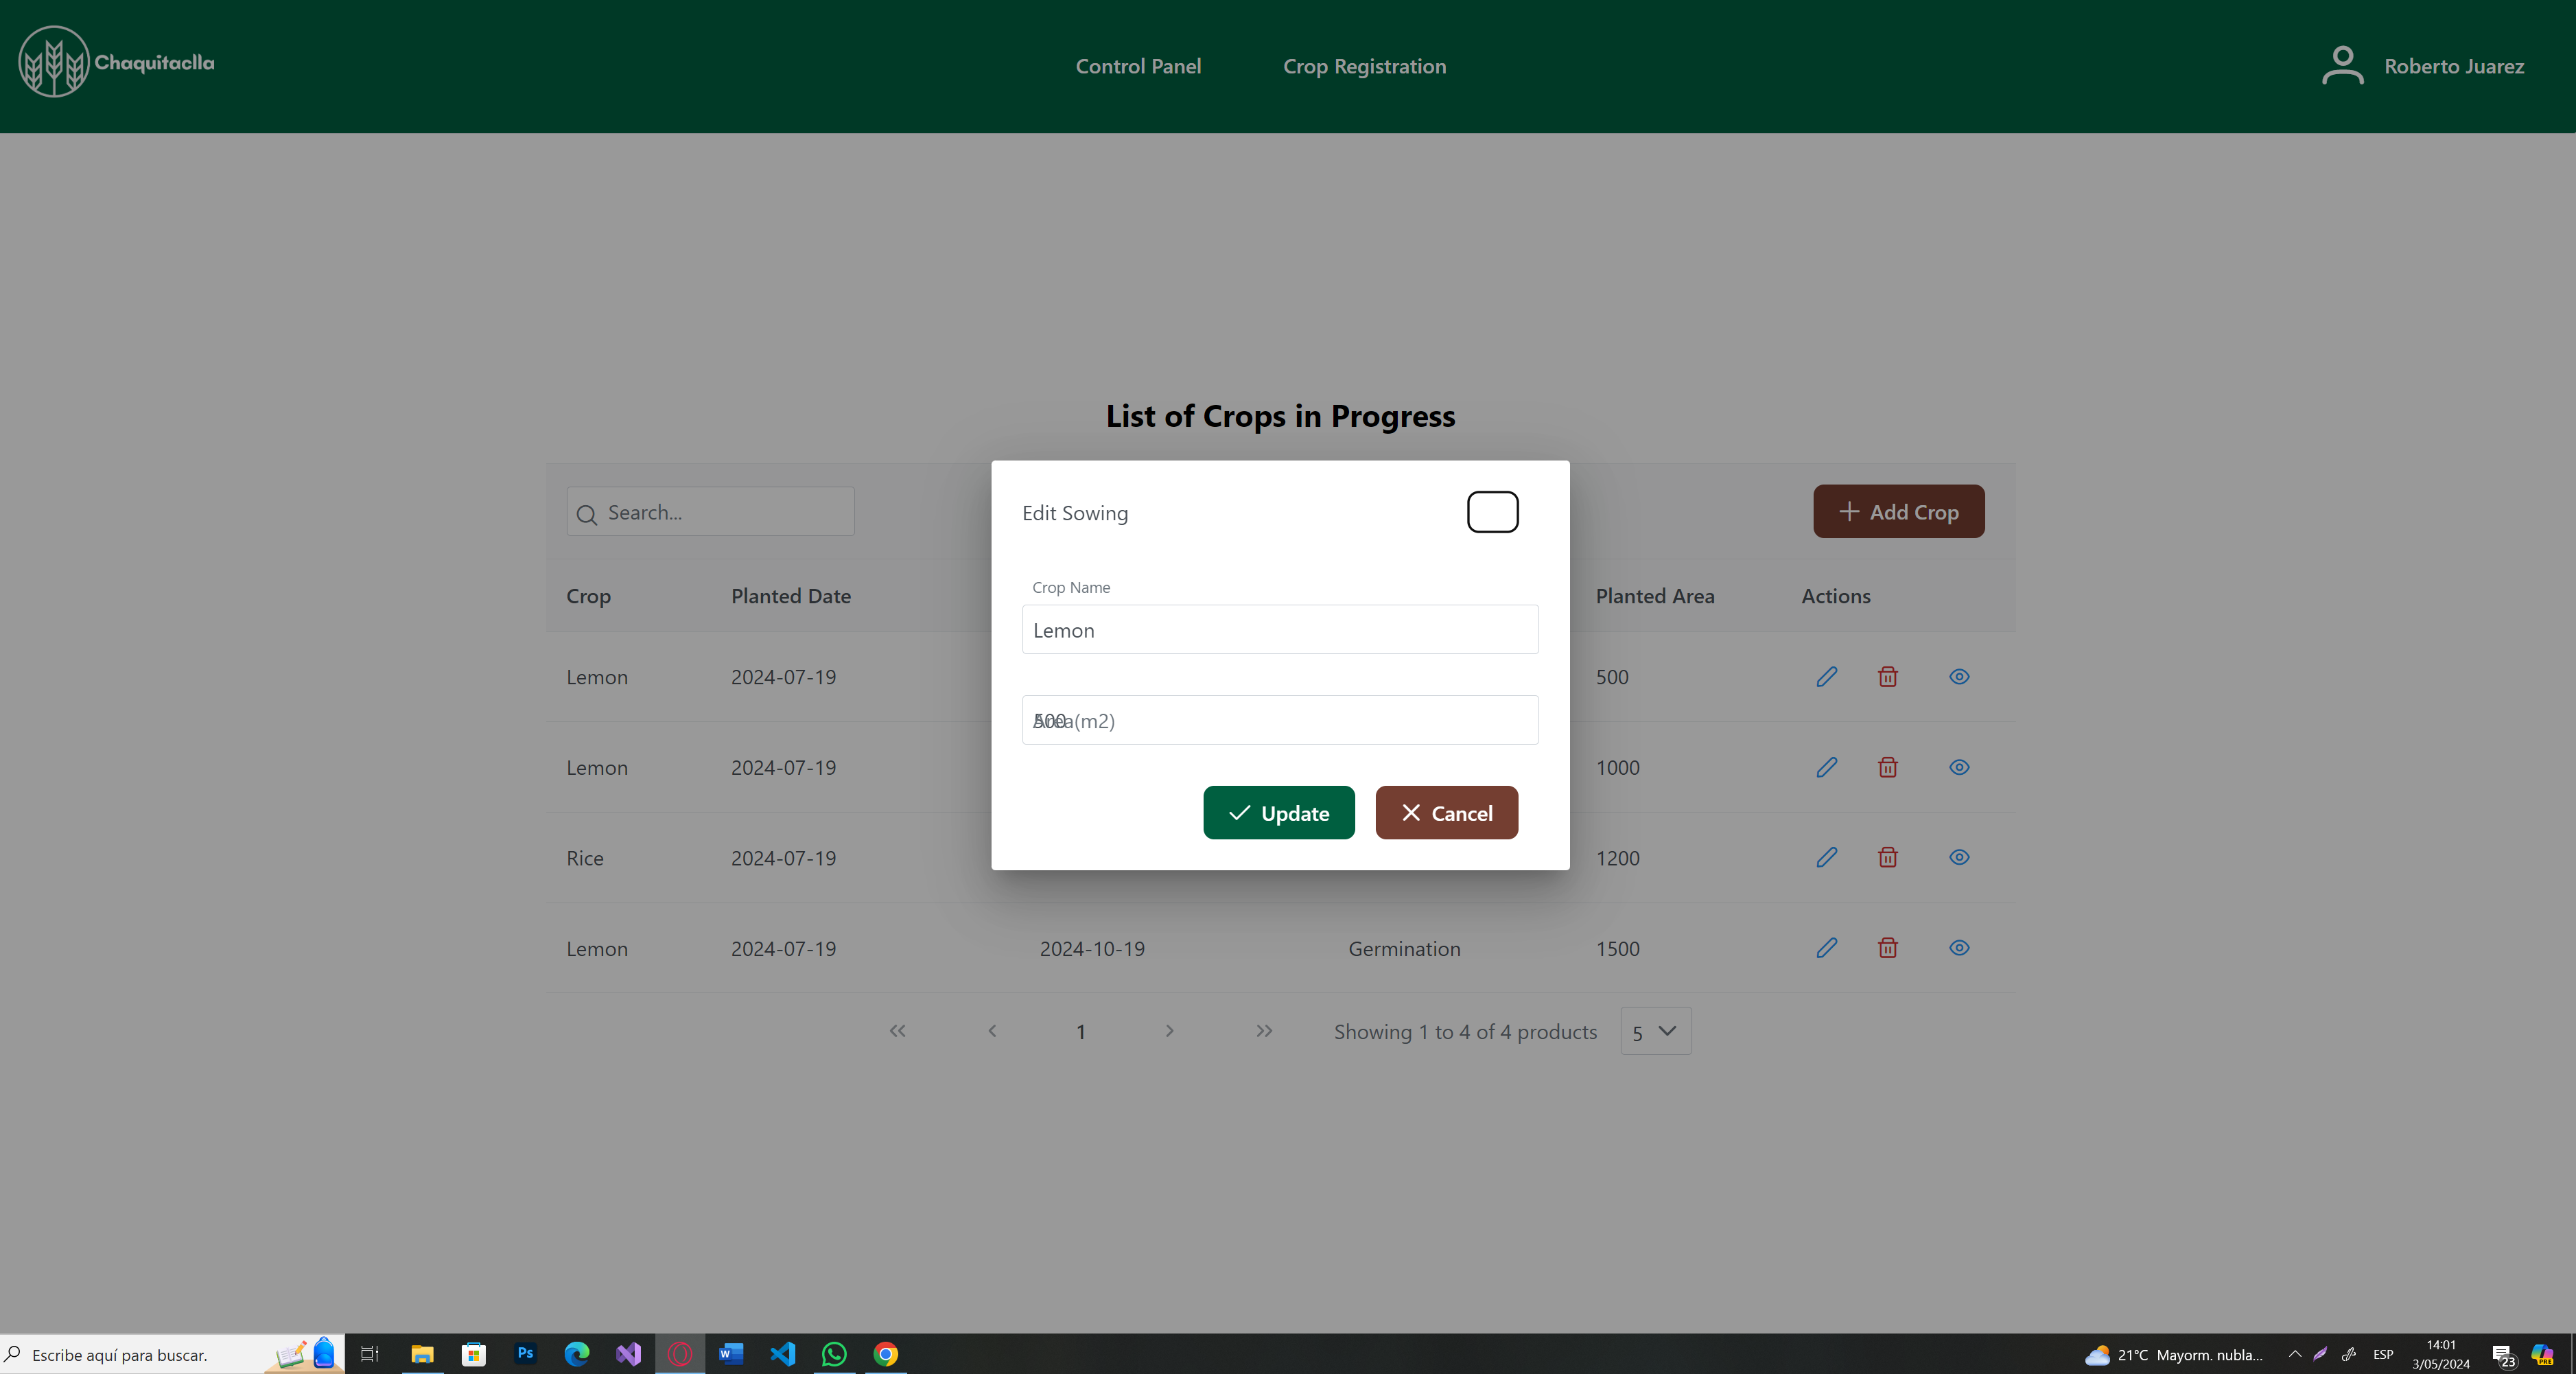 Chaquitaclla
Control Panel
Crop Registration
Roberto Juarez
List of Crops in Progress
Search...
Add Crop
Edit Sowing
Crop Name
Lemon
Area(m2)
500
Update
Cancel
Crop Planted Date Planted Area Actions
Lemon 2024-07-19 500
Lemon 2024-07-19 1000
Rice 2024-07-19 1200
Lemon 2024-07-19 2024-10-19 Germination 1500
1
Showing 1 to 4 of 4 products
5
Escribe aquí para buscar.
Ps
W
21°C Mayorm. nubla...
ESP
14:01
3/05/2024
23
PRE